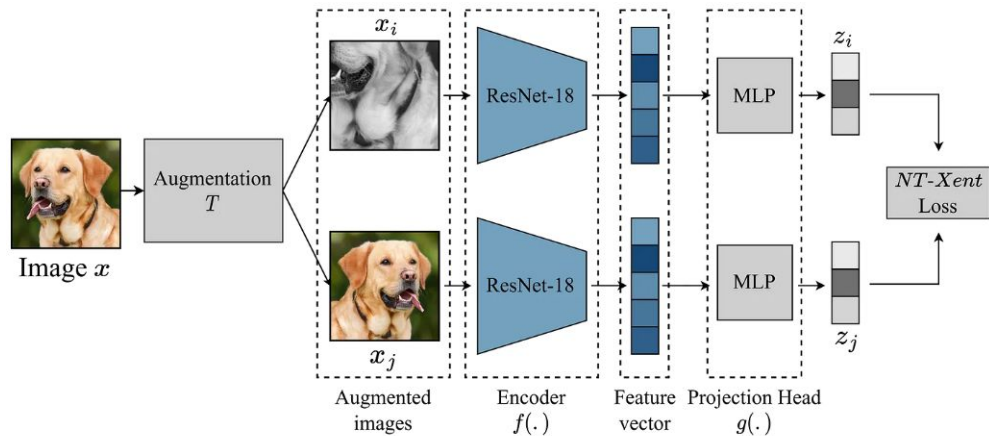 x_i
z_i
ResNet-18
MLP
Augmentation
T
NT-Xent
Loss
Image x
ResNet-18
MLP
x_j
z_j
Augmented
images
Encoder
f(.)
Feature
vector
Projection Head
g(.)